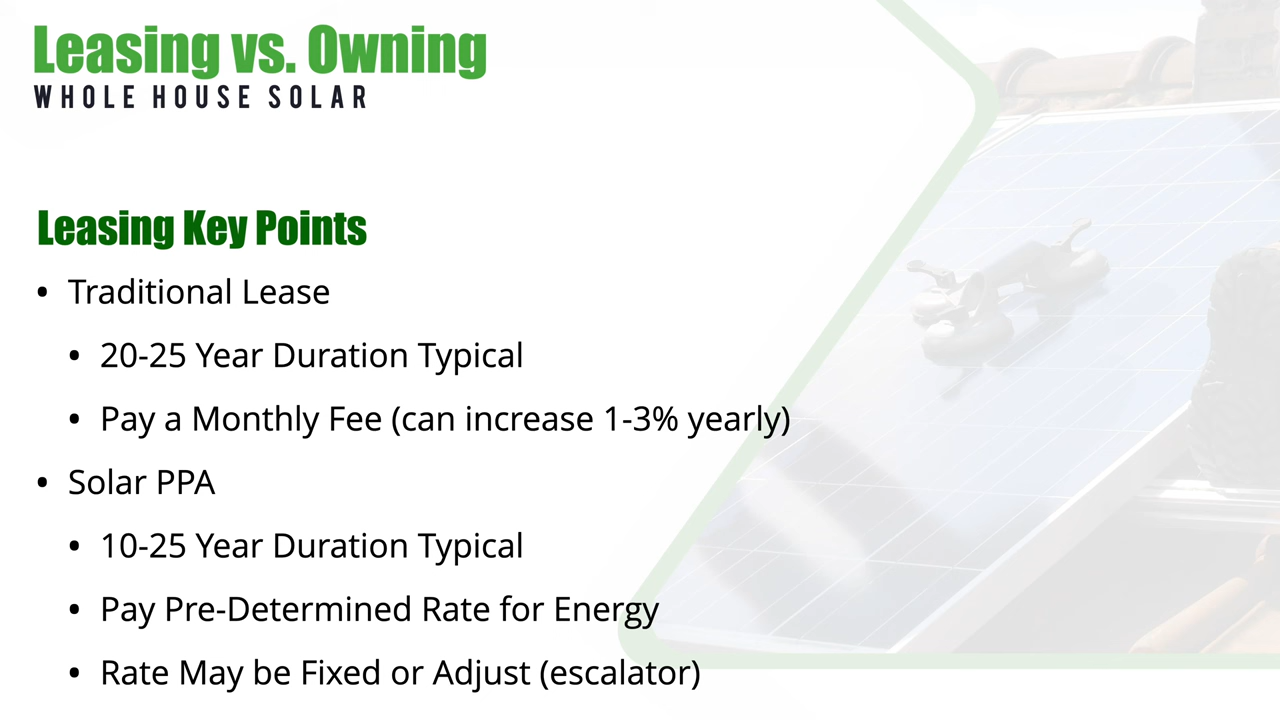 Leasing vs. Owning
WHOLE HOUSE SOLAR
Leasing Key Points
• Traditional Lease
• 20-25 Year Duration Typical
• Pay a Monthly Fee (can increase 1-3% yearly)
• Solar PPA
• 10-25 Year Duration Typical
• Pay Pre-Determined Rate for Energy
• Rate May be Fixed or Adjust (escalator)